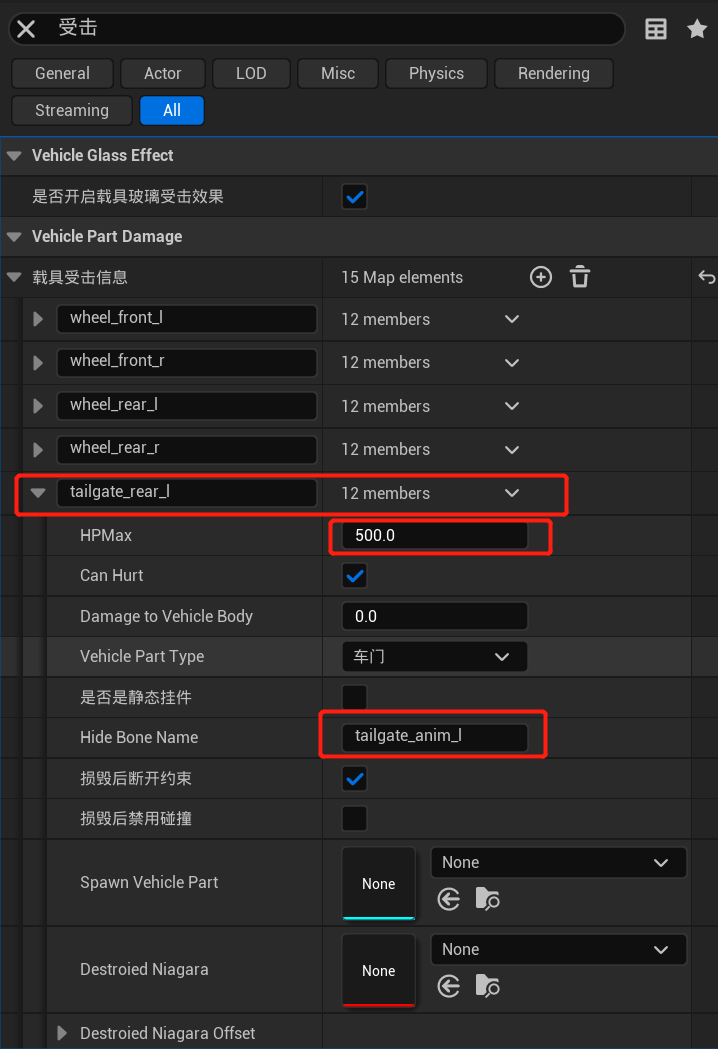 受击
General Actor LOD Misc Physics Rendering
Streaming All
Vehicle Glass Effect
是否开启载具玻璃受击效果
Vehicle Part Damage
载具受击信息 15 Map elements
wheel_front_l 12 members
wheel_front_r 12 members
wheel_rear_l 12 members
wheel_rear_r 12 members
tailgate_rear_l 12 members
HPMax 500.0
Can Hurt
Damage to Vehicle Body 0.0
Vehicle Part Type 车门
是否是静态挂件
Hide Bone Name tailgate_anim_l
损毁后断开约束
损毁后禁用碰撞
None
Spawn Vehicle Part None
None
Destroied Niagara None
Destroied Niagara Offset